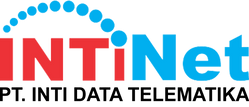 INTiNet
PT. INTI DATA TELEMATIKA